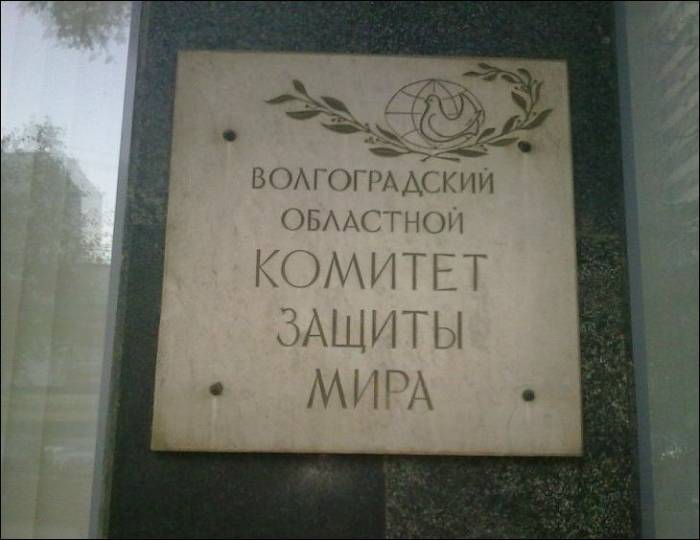 ВОЛГОГРАДСКИЙ
ОБЛАСТНОЙ
КОМИТЕТ
ЗАЩИТЫ
МИРА